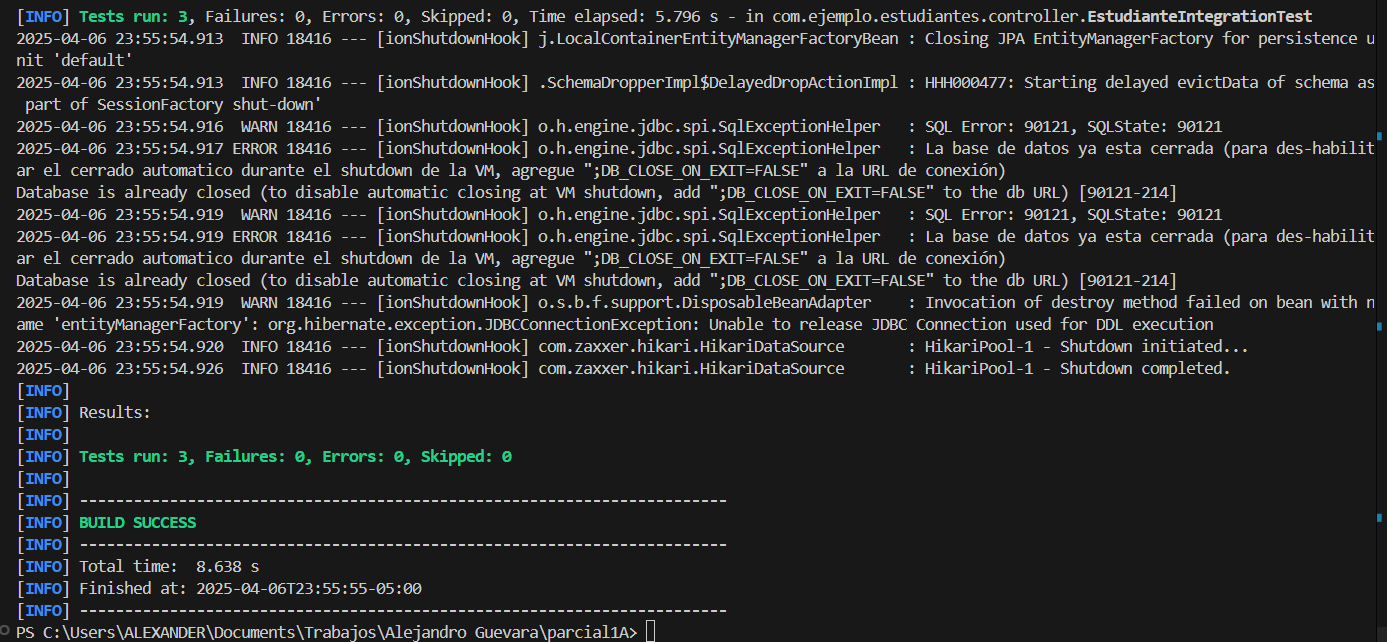 [INFO] Tests run: 3, Failures: 0, Errors: 0, Skipped: 0, Time elapsed: 5.796 s - in com.ejemplo.estudiantes.controller.EstudianteIntegrationTest
2025-04-06 23:55:54.913  INFO 18416 --- [ionShutdownHook] j.LocalContainerEntityManagerFactoryBean : Closing JPA EntityManagerFactory for persistence u
nit 'default'
2025-04-06 23:55:54.913  INFO 18416 --- [ionShutdownHook] .SchemaDropperImpl$DelayedDropActionImpl : HHH000477: Starting delayed evictData of schema as
 part of SessionFactory shut-down'
2025-04-06 23:55:54.916  WARN 18416 --- [ionShutdownHook] o.h.engine.jdbc.spi.SqlExceptionHelper   : SQL Error: 90121, SQLState: 90121
2025-04-06 23:55:54.917 ERROR 18416 --- [ionShutdownHook] o.h.engine.jdbc.spi.SqlExceptionHelper   : La base de datos ya esta cerrada (para des-habilit
ar el cerrado automatico durante el shutdown de la VM, agregue ";DB_CLOSE_ON_EXIT=FALSE" a la URL de conexión)
Database is already closed (to disable automatic closing at VM shutdown, add ";DB_CLOSE_ON_EXIT=FALSE" to the db URL) [90121-214]
2025-04-06 23:55:54.919  WARN 18416 --- [ionShutdownHook] o.h.engine.jdbc.spi.SqlExceptionHelper   : SQL Error: 90121, SQLState: 90121
2025-04-06 23:55:54.919 ERROR 18416 --- [ionShutdownHook] o.h.engine.jdbc.spi.SqlExceptionHelper   : La base de datos ya esta cerrada (para des-habilit
ar el cerrado automatico durante el shutdown de la VM, agregue ";DB_CLOSE_ON_EXIT=FALSE" a la URL de conexión)
Database is already closed (to disable automatic closing at VM shutdown, add ";DB_CLOSE_ON_EXIT=FALSE" to the db URL) [90121-214]
2025-04-06 23:55:54.919  WARN 18416 --- [ionShutdownHook] o.s.b.f.support.DisposableBeanAdapter    : Invocation of destroy method failed on bean with n
ame 'entityManagerFactory': org.hibernate.exception.JDBCConnectionException: Unable to release JDBC Connection used for DDL execution
2025-04-06 23:55:54.920  INFO 18416 --- [ionShutdownHook] com.zaxxer.hikari.HikariDataSource       : HikariPool-1 - Shutdown initiated...
2025-04-06 23:55:54.926  INFO 18416 --- [ionShutdownHook] com.zaxxer.hikari.HikariDataSource       : HikariPool-1 - Shutdown completed.
[INFO]
[INFO] Results:
[INFO]
[INFO] Tests run: 3, Failures: 0, Errors: 0, Skipped: 0
[INFO]
[INFO] ------------------------------------------------------------------------
[INFO] BUILD SUCCESS
[INFO] ------------------------------------------------------------------------
[INFO] Total time:  8.638 s
[INFO] Finished at: 2025-04-06T23:55:55-05:00
[INFO] ------------------------------------------------------------------------
PS C:\Users\ALEXANDER\Documents\Trabajos\Alejandro Guevara\parcial1A>